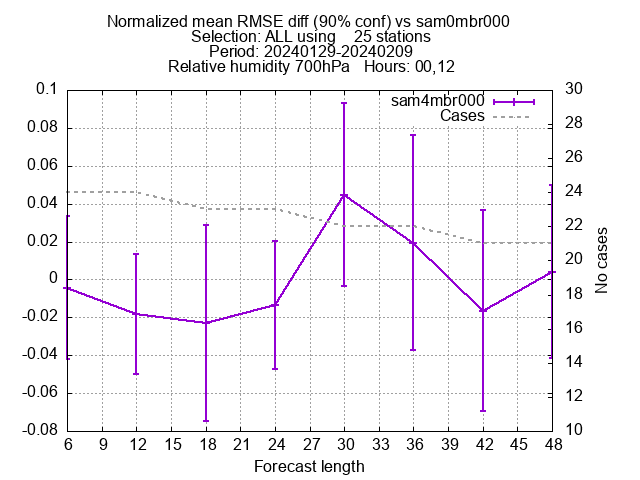 Normalized mean RMSE diff (90% conf) vs sam0mbr000
Selection: ALL using    25 stations
Period: 20240129-20240209
Relative humidity 700hPa   Hours: 00,12
sam4mbr000
Cases
0.1
0.08
0.06
0.04
0.02
0
-0.02
-0.04
-0.06
-0.08
30
28
26
24
22
20
18
16
14
12
10
No cases
6 9 12 15 18 21 24 27 30 33 36 39 42 45 48
Forecast length